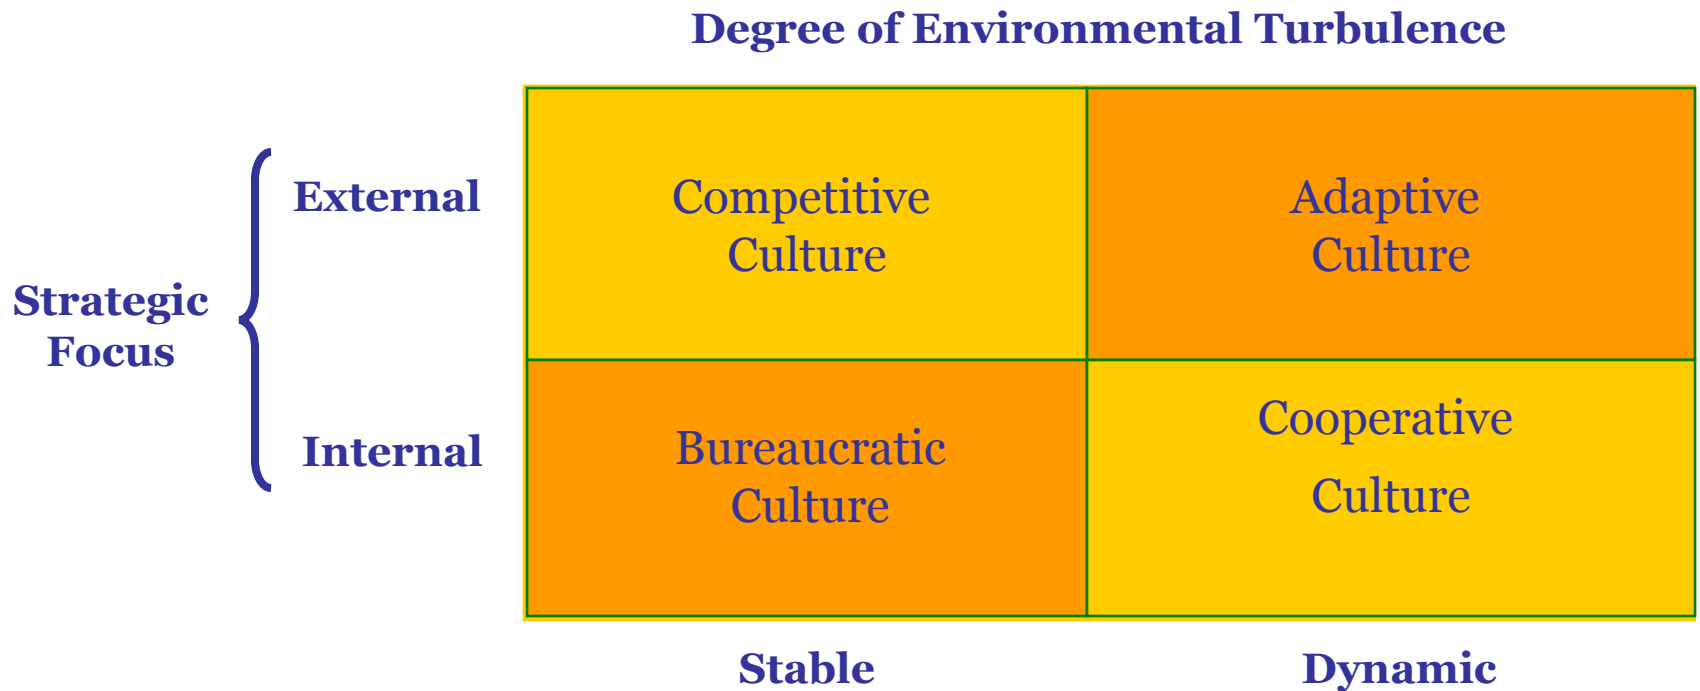 Degree of Environmental Turbulence
External
Competitive
Culture
Adaptive
Culture
Strategic
Focus
Internal
Bureaucratic
Culture
Cooperative
Culture
Stable
Dynamic